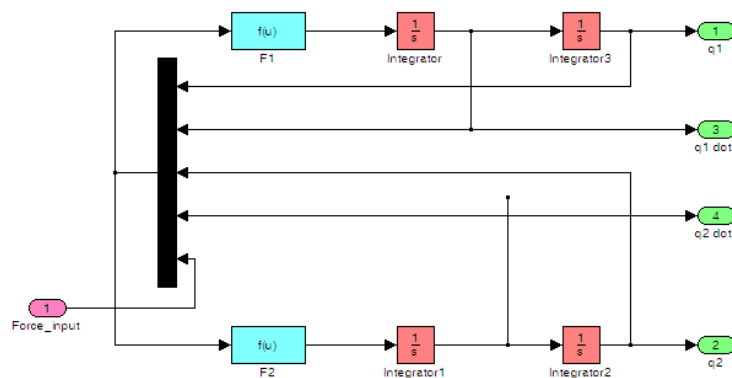 f(u)
1
s
1
s
1
F1
Integrator
Integrator3
q1
3
q1 dot
4
q2 dot
1
Force_input
f(u)
1
s
1
s
2
F2
Integrator1
Integrator2
q2